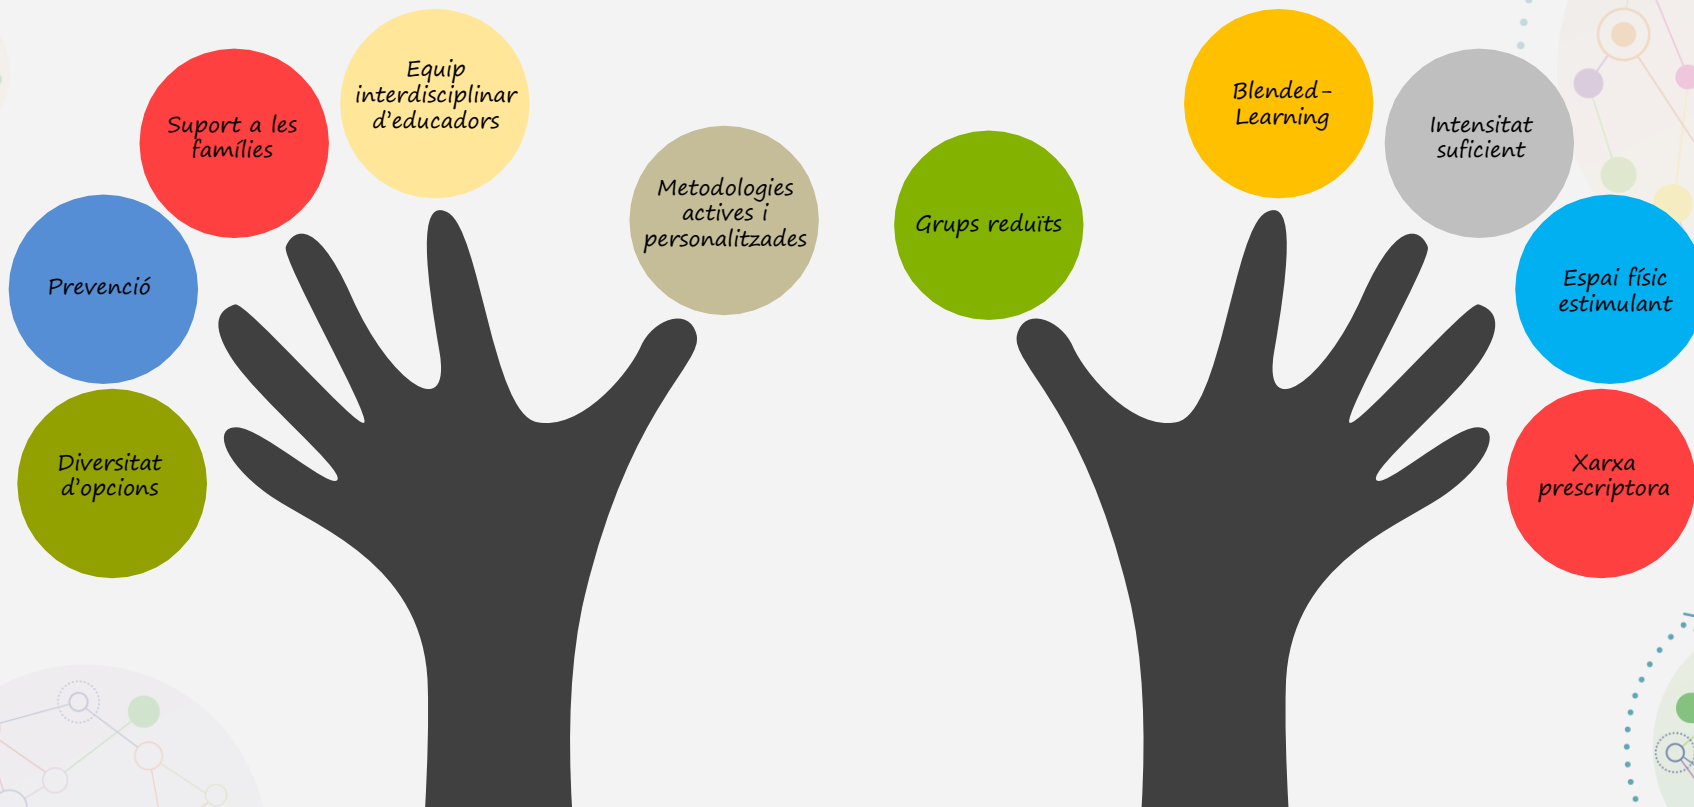 Diversitat
d'opcions
Prevenció
Suport a les
famílies
Equip
interdisciplinar
d'educadors
Metodologies
actives i
personalitzades
Grups reduïts
Blended-
Learning
Intensitat
suficient
Espai físic
estimulant
Xarxa
prescriptora